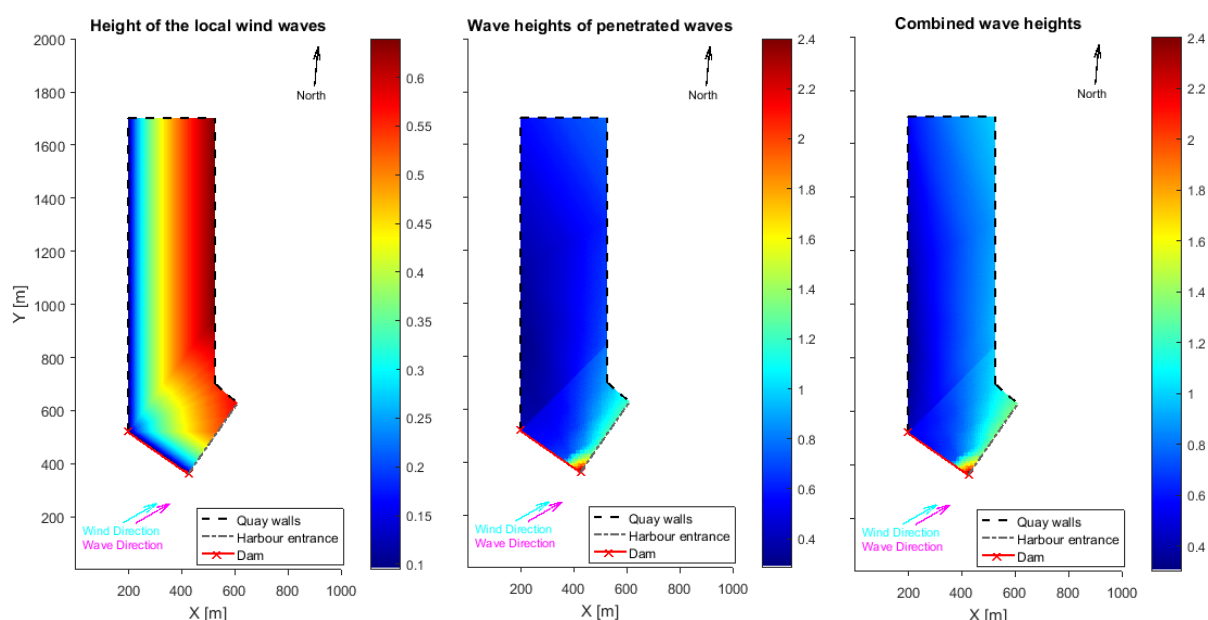 Height of the local wind waves
2000
1800
1600
1400
1200
1000
800
600
400
200
Y [m]
200
400
600
800
1000
X [m]
North
Wind Direction
Wave Direction
Quay walls
Harbour entrance
Dam
0.6
0.55
0.5
0.45
0.4
0.35
0.3
0.25
0.2
0.15
0.1
Wave heights of penetrated waves
North
Wind Direction
Wave Direction
Quay walls
Harbour entrance
Dam
200
400
600
800
1000
X [m]
2.4
2.2
2
1.8
1.6
1.4
1.2
1
0.8
0.6
0.4
Combined wave heights
North
Wind Direction
Wave Direction
Quay walls
Harbour entrance
Dam
200
400
600
800
1000
X [m]
2.4
2.2
2
1.8
1.6
1.4
1.2
1
0.8
0.6
0.4